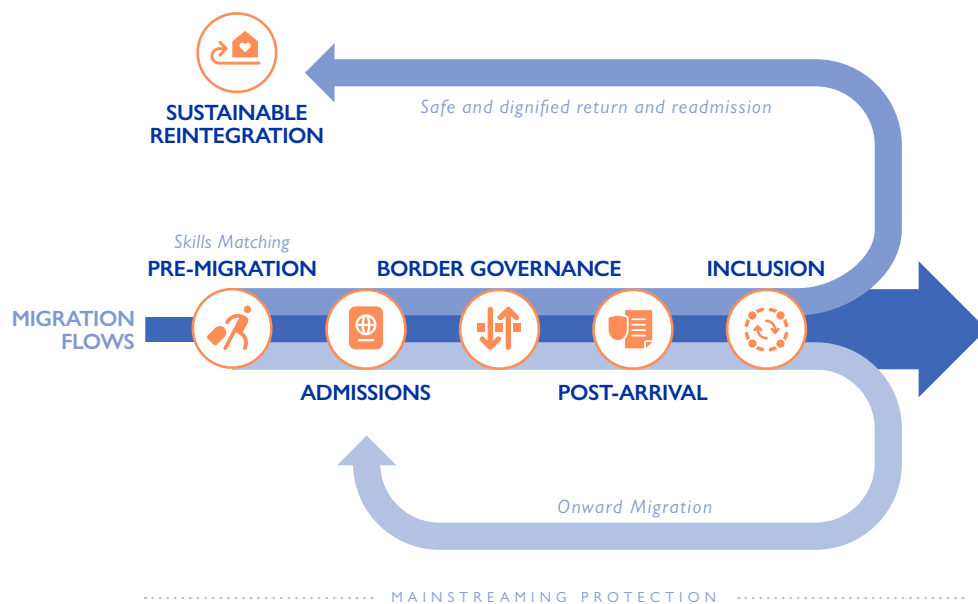 SUSTAINABLE
REINTEGRATION
Safe and dignified return and readmission
Skills Matching
PRE-MIGRATION
BORDER GOVERNANCE
INCLUSION
MIGRATION
FLOWS
ADMISSIONS
POST-ARRIVAL
Onward Migration
MAINSTREAMING PROTECTION